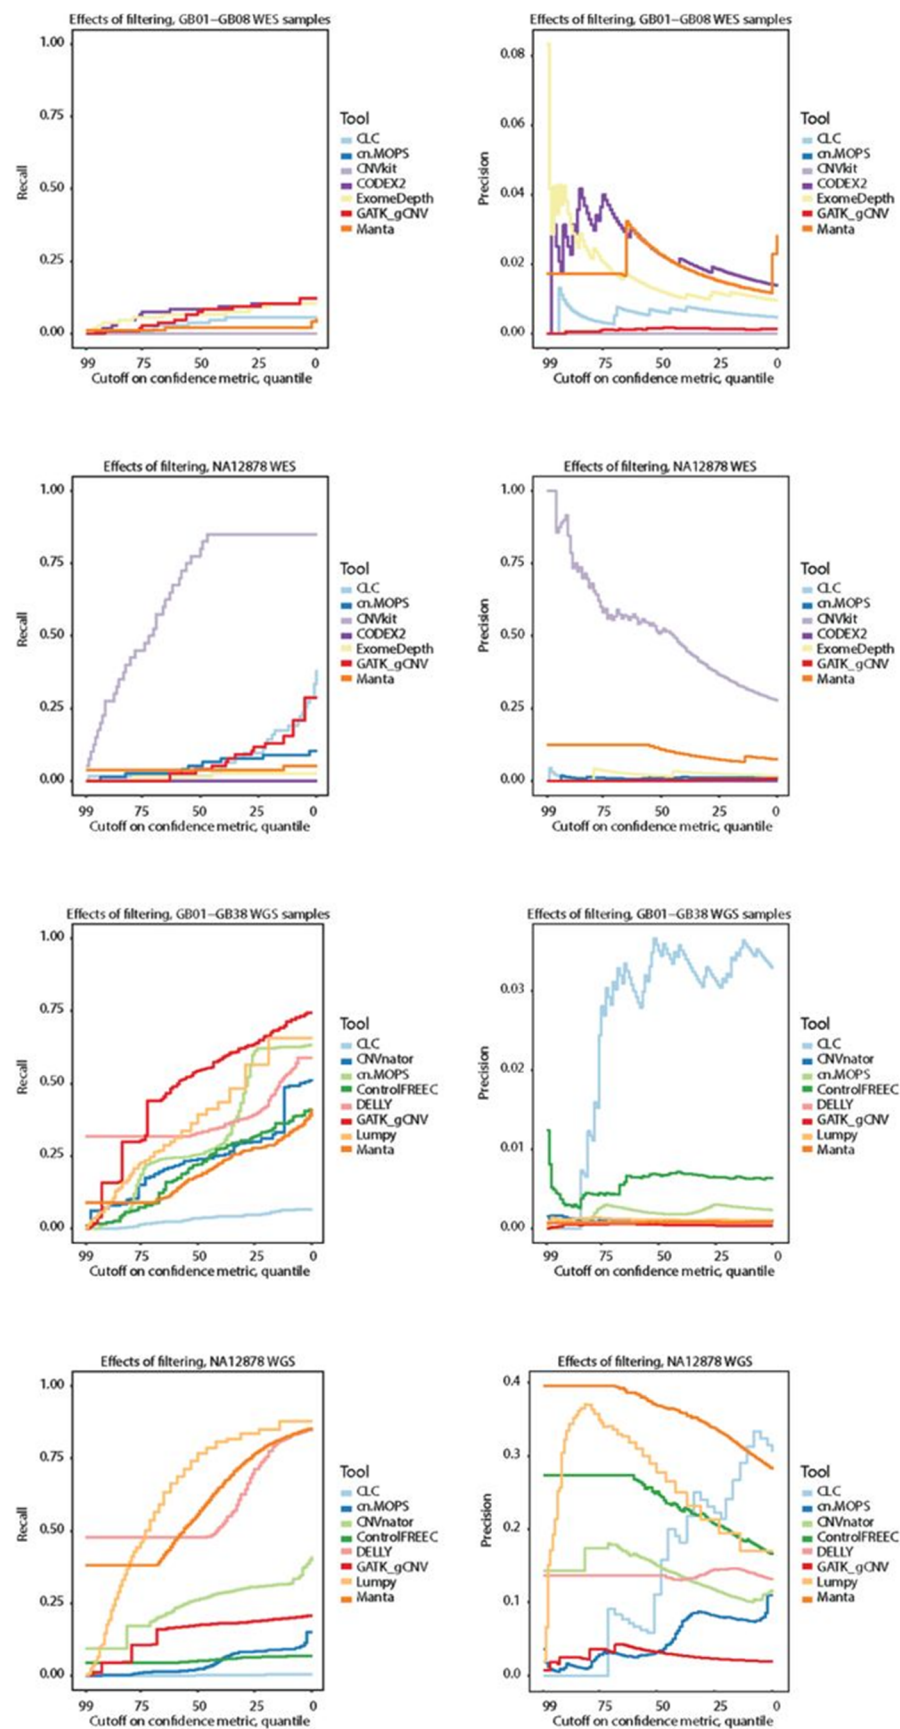 Effects of filtering, GB01–GB08 WES samples
1.00
0.75
0.50
0.25
0.00
Recall
99 75 50 25 0
Cutoff on confidence metric, quantile
Tool
CLC
cn.MOPS
CNVkit
CODEX2
ExomeDepth
GATK_gCNV
Manta
0.08
0.06
0.04
0.02
0.00
Precision
99 75 50 25 0
Cutoff on confidence metric, quantile
Effects of filtering, GB01–GB08 WES samples
Tool
CLC
cn.MOPS
CNVkit
CODEX2
ExomeDepth
GATK_gCNV
Manta
Effects of filtering, NA12878 WES
1.00
0.75
0.50
0.25
0.00
Recall
99 75 50 25 0
Cutoff on confidence metric, quantile
Tool
CLC
cn.MOPS
CNVkit
CODEX2
ExomeDepth
GATK_gCNV
Manta
Effects of filtering, NA12878 WES
1.00
0.75
0.50
0.25
0.00
Precision
99 75 50 25 0
Cutoff on confidence metric, quantile
Tool
CLC
cn.MOPS
CNVkit
CODEX2
ExomeDepth
GATK_gCNV
Manta
Effects of filtering, GB01–GB38 WGS samples
1.00
0.75
0.50
0.25
0.00
Recall
99 75 50 25 0
Cutoff on confidence metric, quantile
Tool
CLC
CNVnator
cn.MOPS
ControlFREEC
DELLY
GATK_gCNV
Lumpy
Manta
Effects of filtering, GB01–GB38 WGS samples
0.03
0.02
0.01
0.00
Precision
99 75 50 25 0
Cutoff on confidence metric, quantile
Tool
CLC
CNVnator
cn.MOPS
ControlFREEC
DELLY
GATK_gCNV
Lumpy
Manta
Effects of filtering, NA12878 WGS
1.00
0.75
0.50
0.25
0.00
Recall
99 75 50 25 0
Cutoff on confidence metric, quantile
Tool
CLC
cn.MOPS
CNVnator
ControlFREEC
DELLY
GATK_gCNV
Lumpy
Manta
Effects of filtering, NA12878 WGS
0.4
0.3
0.2
0.1
0.0
Precision
99 75 50 25 0
Cutoff on confidence metric, quantile
Tool
CLC
cn.MOPS
CNVnator
ControlFREEC
DELLY
GATK_gCNV
Lumpy
Manta